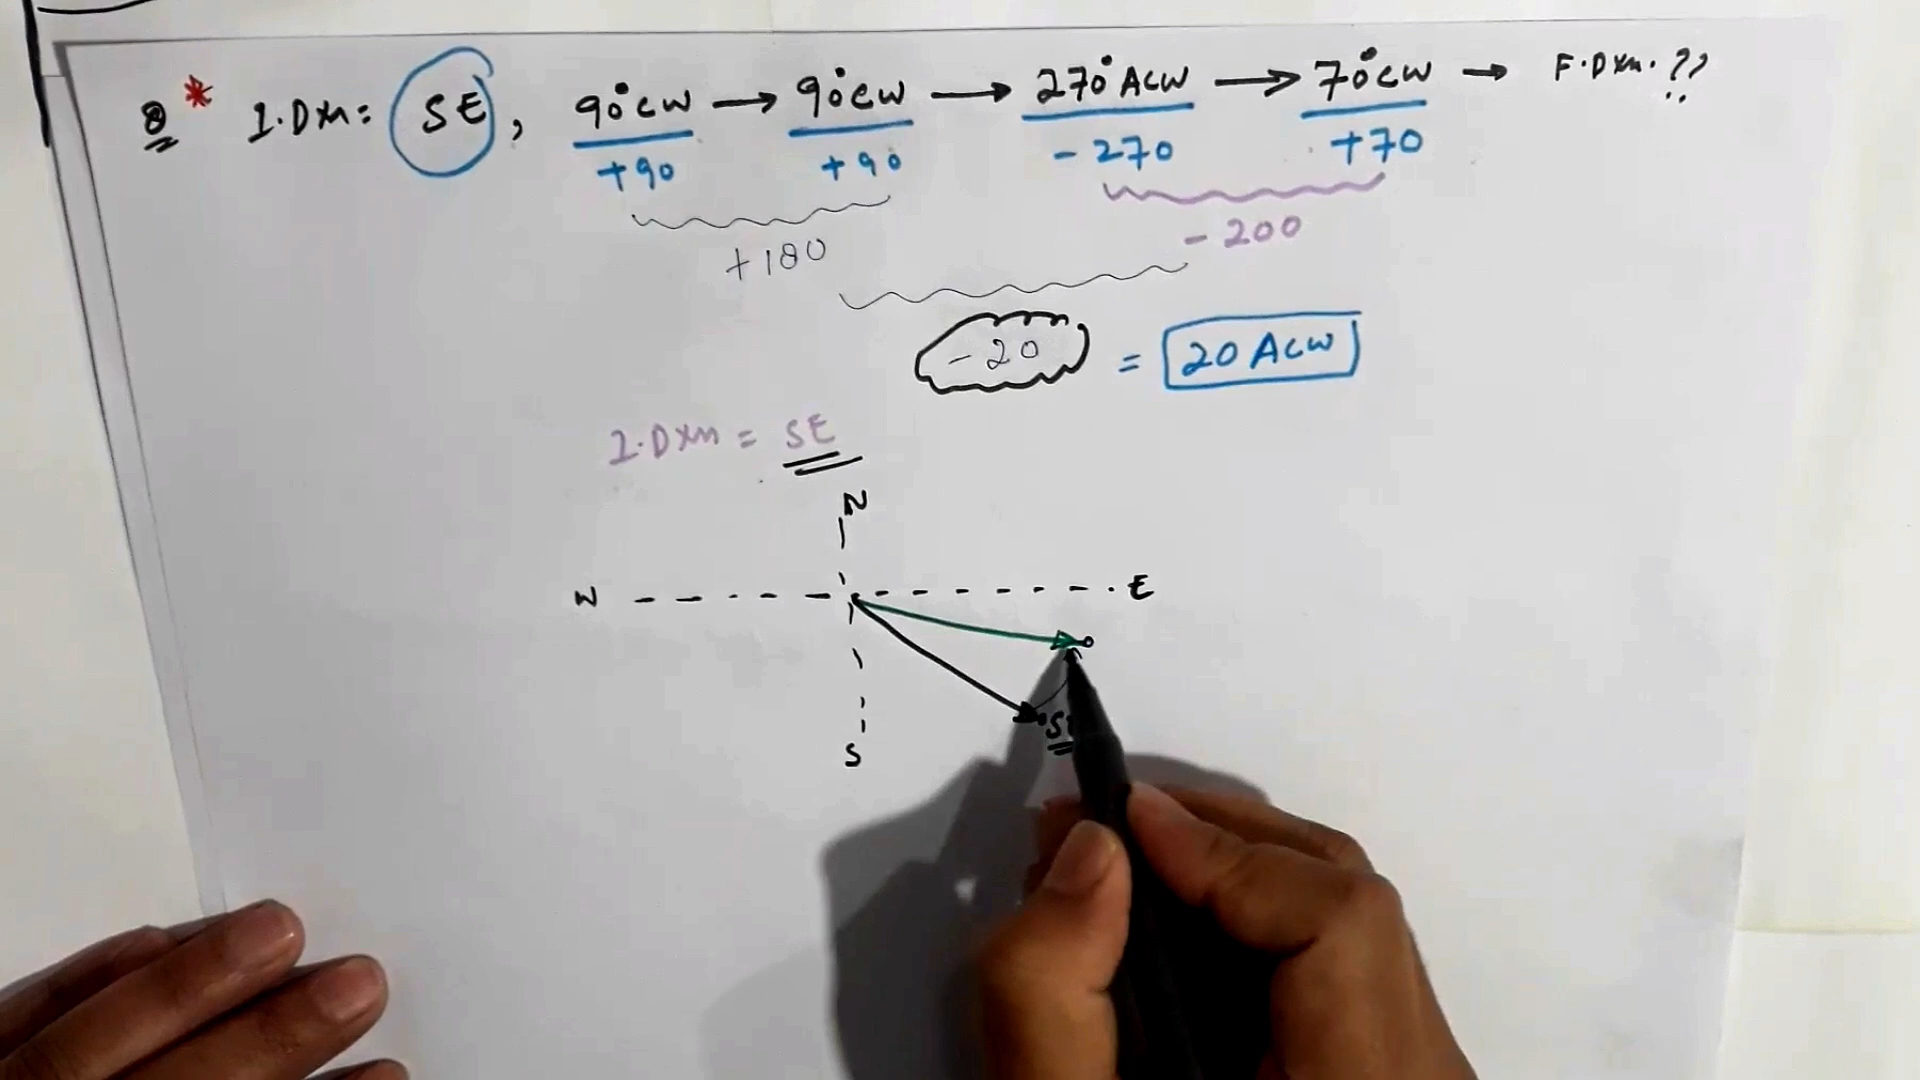 Q * I.Dxn: SE, 90°CW → 90°CW → 270°ACW → 70°CW → F.Dxn. ??
+90 +90 -270 +70
+180 -200
-20 = 20 ACW
I.Dxn = SE
N
W E
SE
S